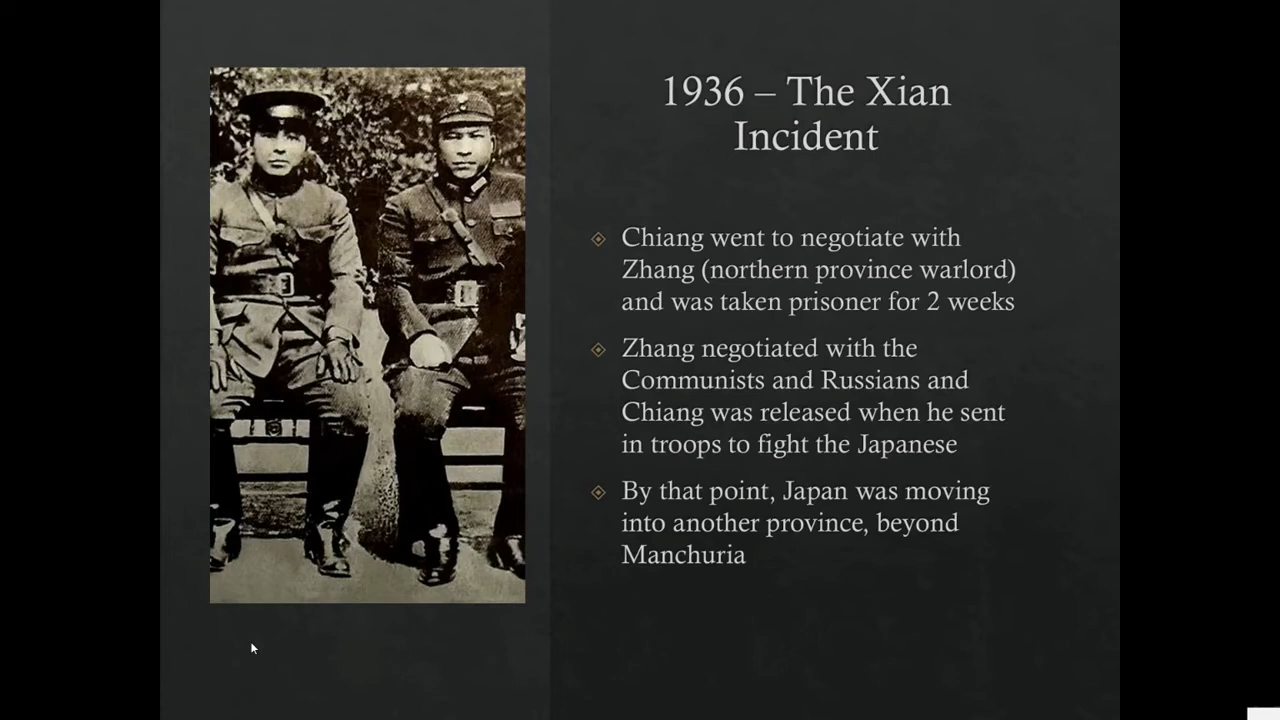 1936 – The Xian
Incident
Chiang went to negotiate with
Zhang (northern province warlord)
and was taken prisoner for 2 weeks
Zhang negotiated with the
Communists and Russians and
Chiang was released when he sent
in troops to fight the Japanese
By that point, Japan was moving
into another province, beyond
Manchuria